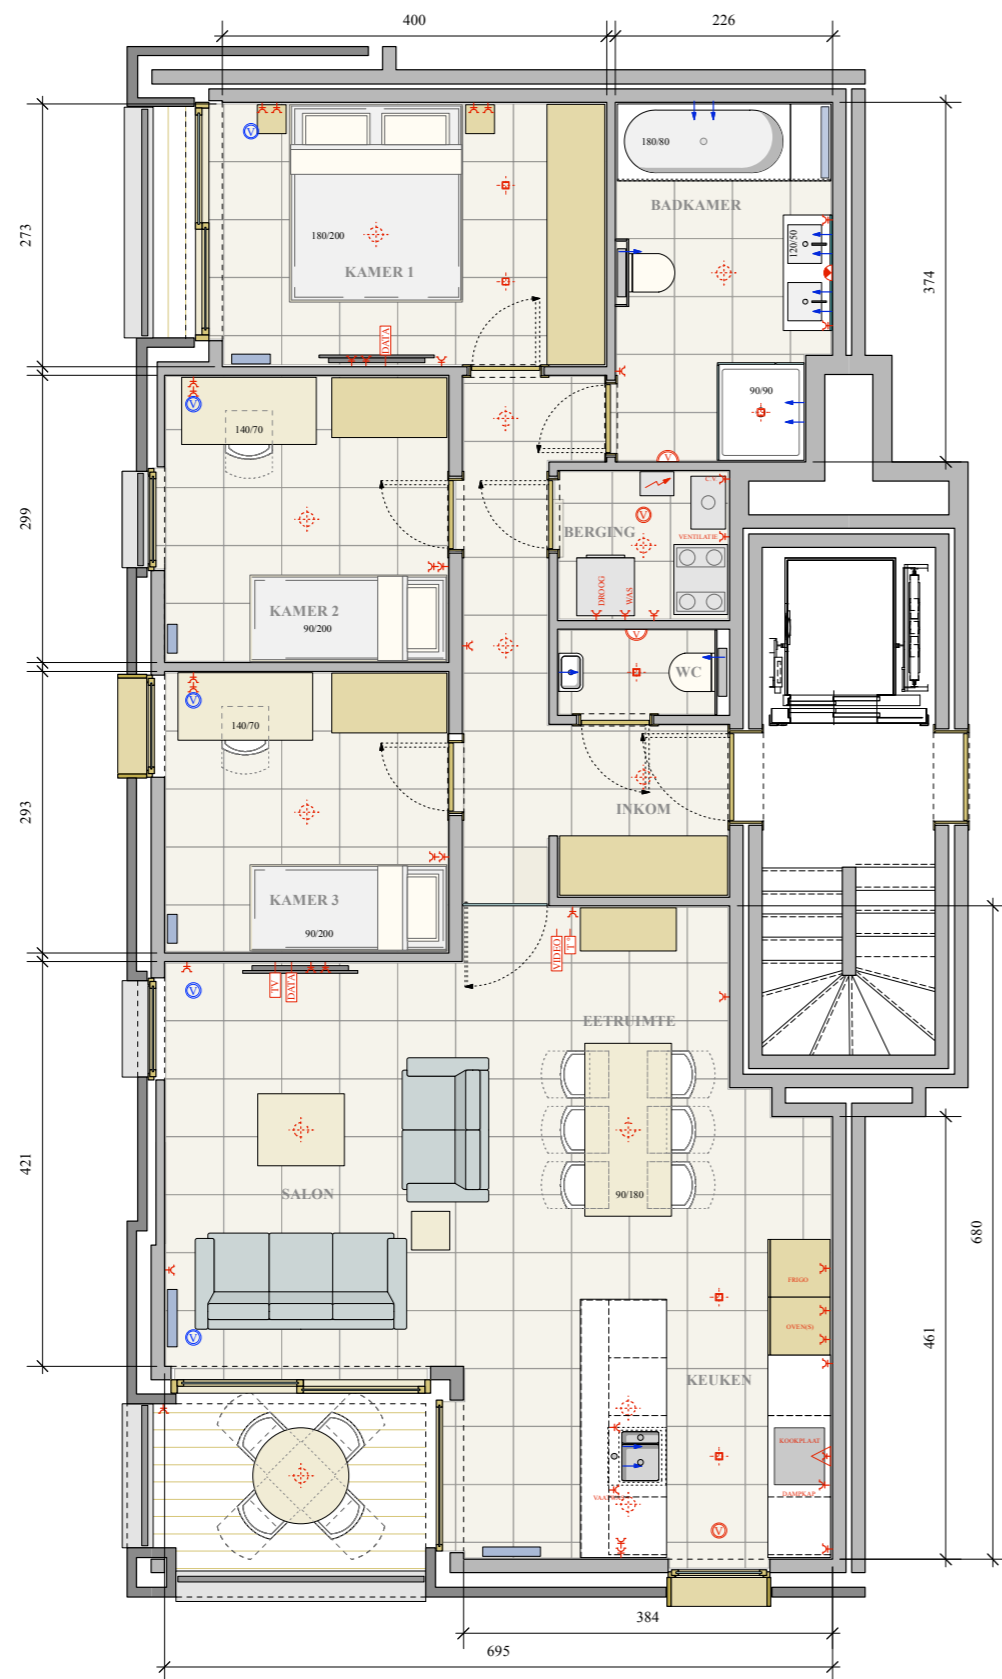 400
226
273
374
180/80
BADKAMER
120/50
180/200
KAMER 1
DATA
V
90/90
V
140/70
V
299
C.V.
BERGING
V
VENTILATIE
DROOG
WAS
KAMER 2
90/200
V
WC
V
140/70
293
INKOM
KAMER 3
90/200
VIDEO
T°
TV
DATA
V
EETRUIMTE
421
SALON
90/180
680
FRIGO
OVEN(S)
V
461
KEUKEN
KOOKPLAAT
DAMPKAP
V
384
695